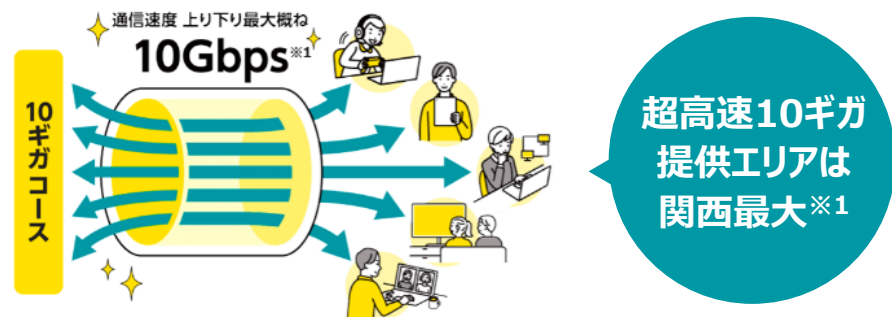 通信速度 上り下り最大概ね
10Gbps※1
10ギガコース
超高速10ギガ
提供エリアは
関西最大※1